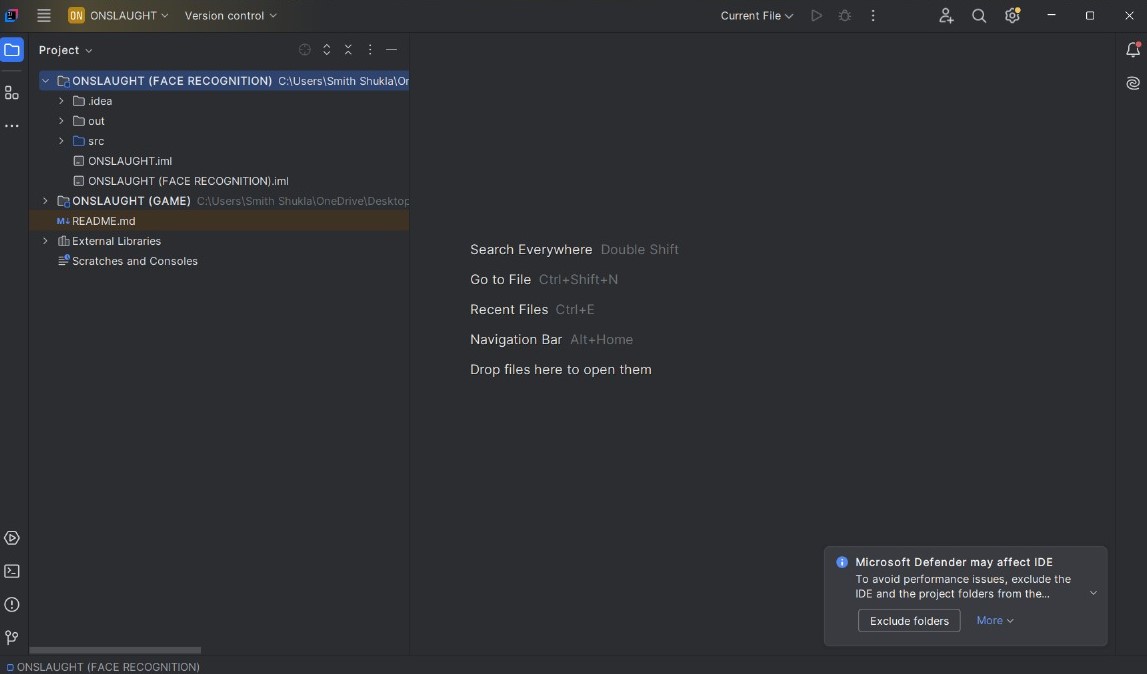 ON ONSLAUGHT Version control Current File
Project
ONSLAUGHT (FACE RECOGNITION) C:\Users\Smith Shukla\Or
.idea
out
src
ONSLAUGHT.iml
ONSLAUGHT (FACE RECOGNITION).iml
ONSLAUGHT (GAME) C:\Users\Smith Shukla\OneDrive\Desktop
M↓ README.md
External Libraries
Scratches and Consoles
Search Everywhere Double Shift
Go to File Ctrl+Shift+N
Recent Files Ctrl+E
Navigation Bar Alt+Home
Drop files here to open them
Microsoft Defender may affect IDE
To avoid performance issues, exclude the
IDE and the project folders from the...
Exclude folders More
ONSLAUGHT (FACE RECOGNITION)